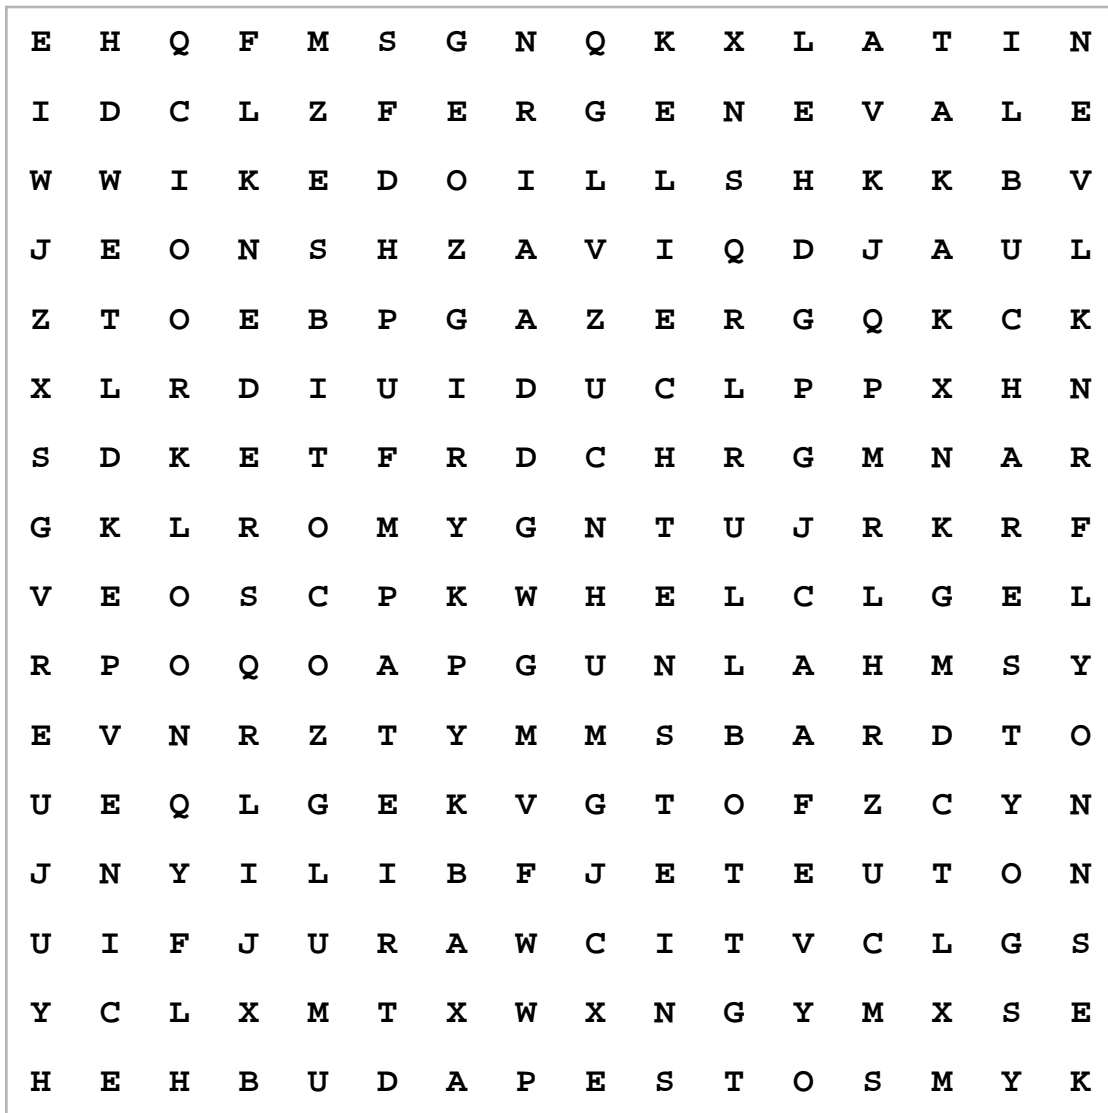 E H Q F M S G N Q K X L A T I N
I D C L Z F E R G E N E V A L E
W W I K E D O I L L S H K K B V
J E O N S H Z A V I Q D J A U L
Z T O E B P G A Z E R G Q K C K
X L R D I U I D U C L P P X H N
S D K E T F R D C H R G M N A R
G K L R O M Y G N T U J R K R F
V E O S C P K W H E L C L G E L
R P O Q O A P G U N L A H M S Y
E V N R Z T Y M M S B A R D T O
U E Q L G E K V G T O F Z C Y N
J N Y I L I B F J E T E U T O N
U I F J U R A W C I T V C L G S
Y C L X M T X W X N G Y M X S E
H E H B U D A P E S T O S M Y K